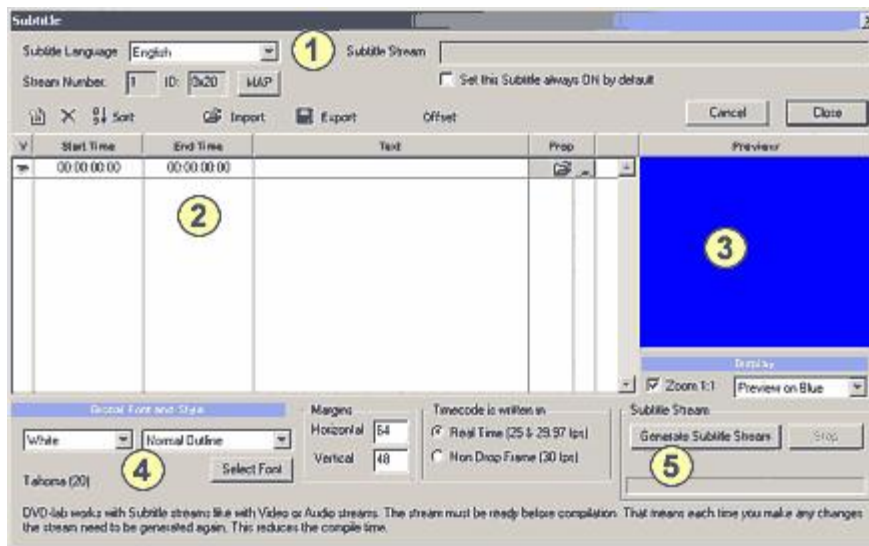 Subtitle
Subtitle Language English
1
Subtitle Stream
Stream Number: 1 ID: 0x20 MAP
Set this Subtitle always ON by default
Sort Import Export Offset
Cancel Close
V Start Time End Time Text Prop Preview
00:00:00:00 00:00:00:00
2
3
Display
Zoom 1:1 Preview on Blue
Global Font and Style
White Normal Outline
4
Select Font
Tahoma (20)
Margins
Horizontal 64
Vertical 48
Timecode is written in
Real Time (25 & 29.97 fps)
Non Drop Frame (30 fps)
Subtitle Stream
Generate Subtitle Stream Stop
5
DVD-lab works with Subtitle streams like with Video or Audio streams. The stream must be ready before compilation. That means each time you make any changes
the stream need to be generated again. This reduces the compile time.